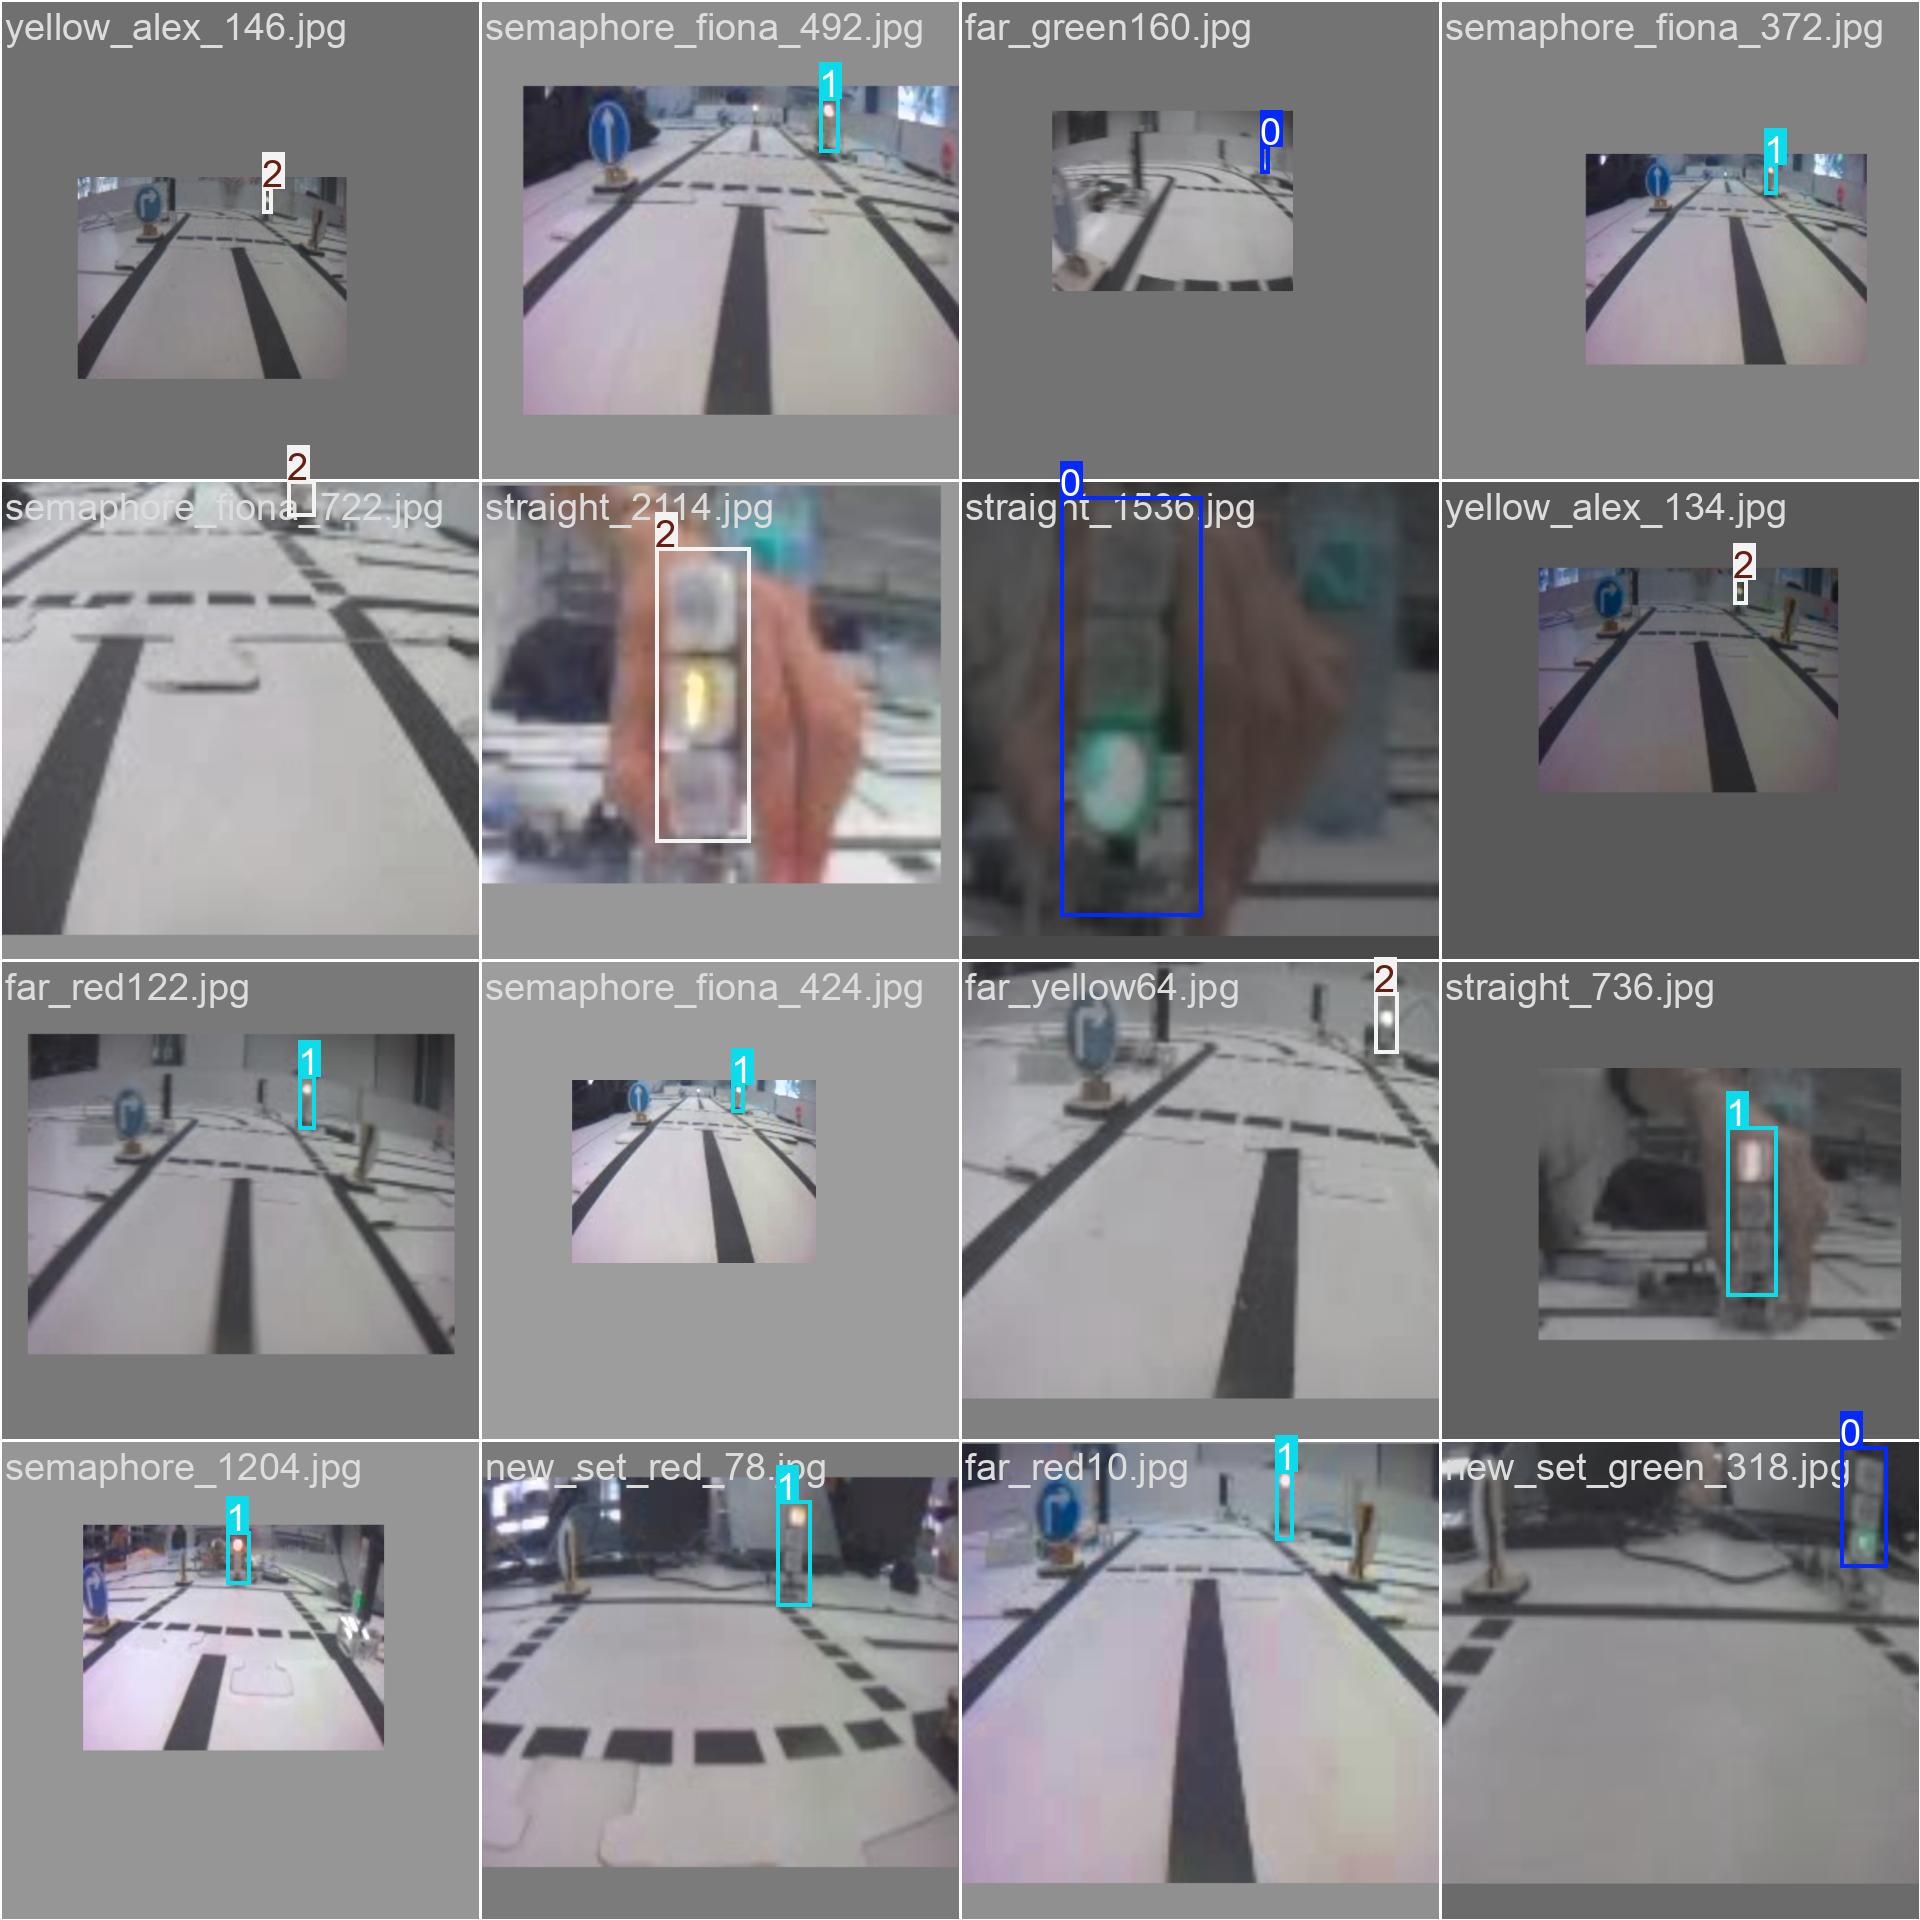 yellow_alex_146.jpg
semaphore_fiona_492.jpg
far_green160.jpg
semaphore_fiona_372.jpg
2
1
0
1
semaphore_fiona_722.jpg
straight_2114.jpg
straight_1536.jpg
yellow_alex_134.jpg
2
2
0
2
far_red122.jpg
semaphore_fiona_424.jpg
far_yellow64.jpg
straight_736.jpg
1
1
2
1
semaphore_1204.jpg
new_set_red_78.jpg
far_red10.jpg
new_set_green_318.jpg
1
1
1
0